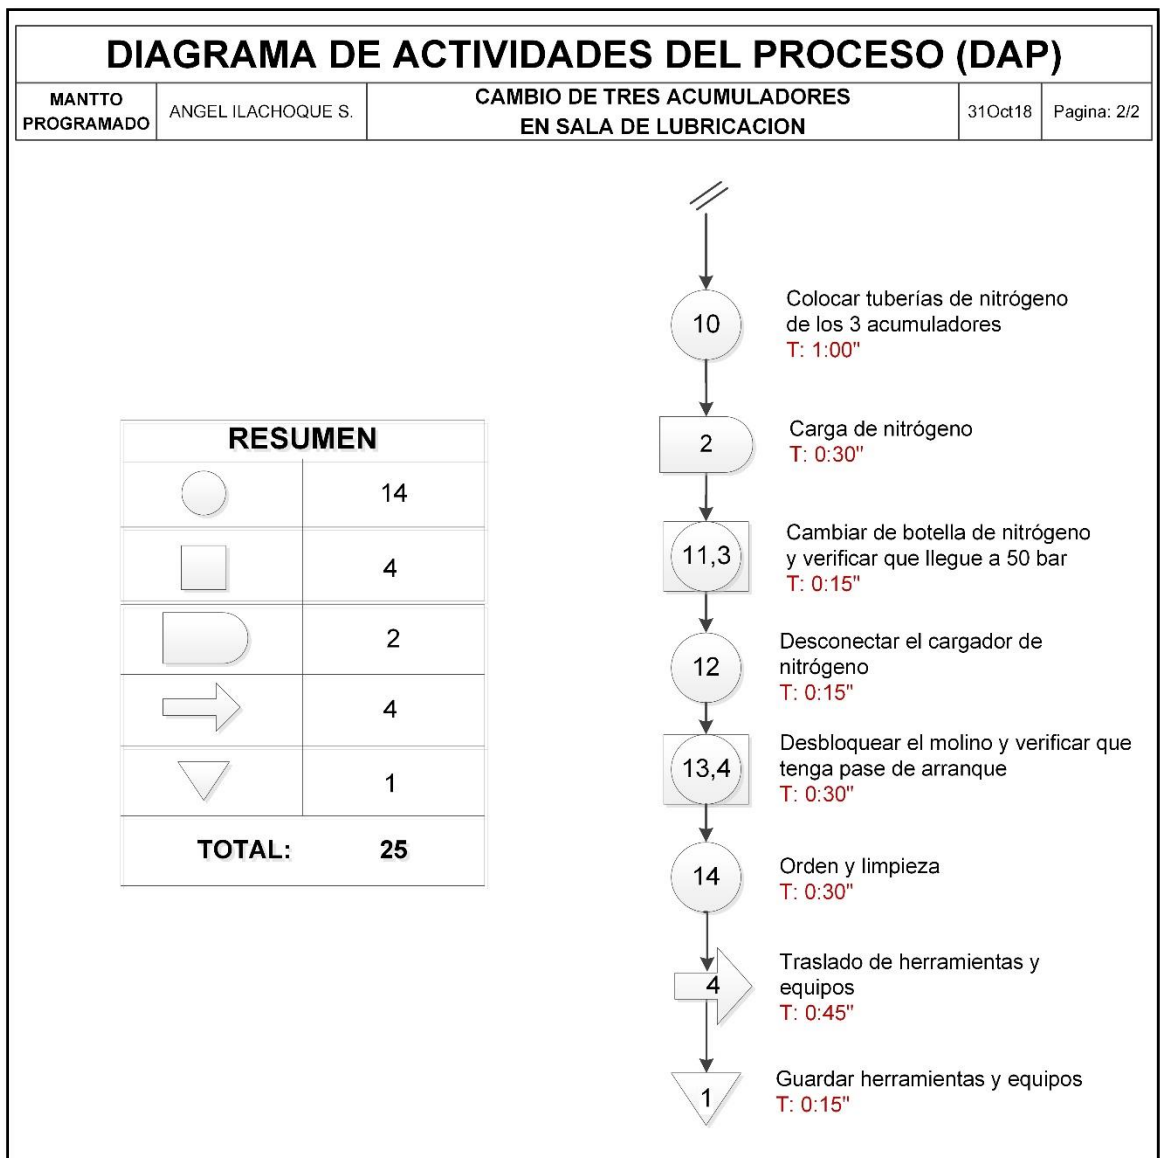 DIAGRAMA DE ACTIVIDADES DEL PROCESO (DAP)
MANTTO
PROGRAMADO
ANGEL ILACHOQUE S.
CAMBIO DE TRES ACUMULADORES
EN SALA DE LUBRICACION
31Oct18
Pagina: 2/2
RESUMEN
14
4
2
4
1
TOTAL: 25
10
Colocar tuberías de nitrógeno
de los 3 acumuladores
T: 1:00"
2
Carga de nitrógeno
T: 0:30"
11,3
Cambiar de botella de nitrógeno
y verificar que llegue a 50 bar
T: 0:15"
12
Desconectar el cargador de
nitrógeno
T: 0:15"
13,4
Desbloquear el molino y verificar que
tenga pase de arranque
T: 0:30"
14
Orden y limpieza
T: 0:30"
4
Traslado de herramientas y
equipos
T: 0:45"
1
Guardar herramientas y equipos
T: 0:15"